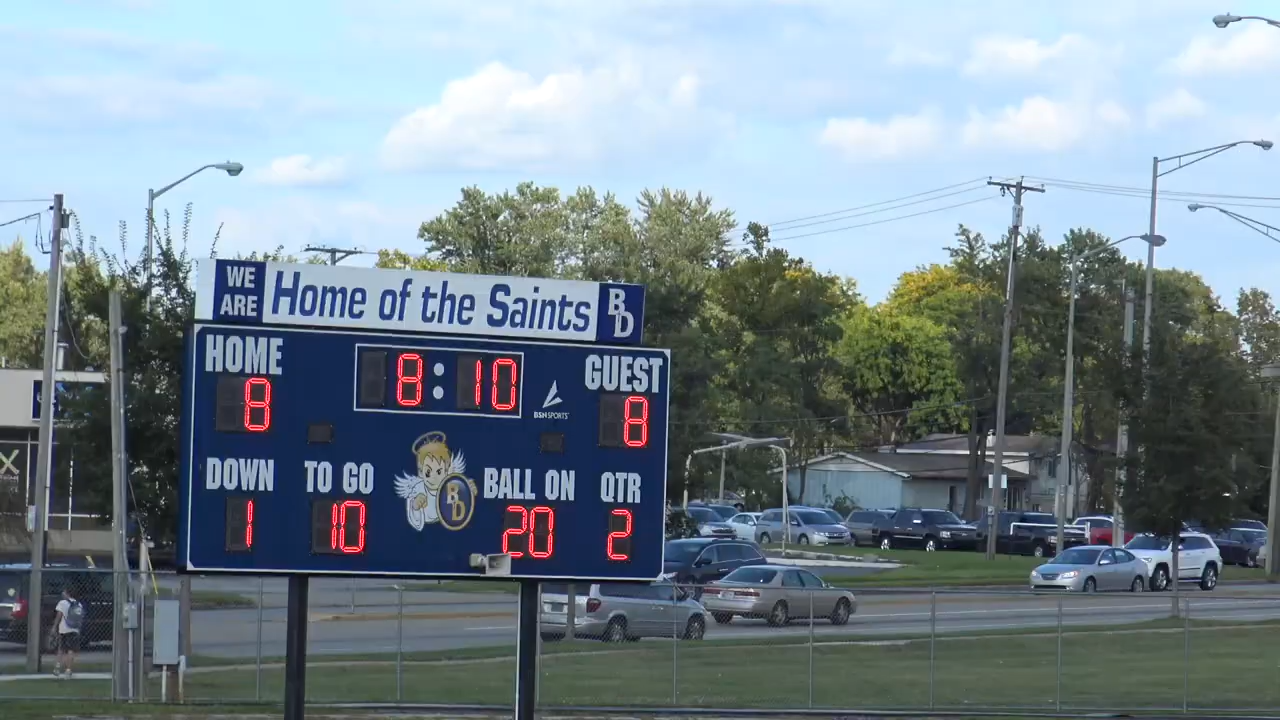 WE ARE Home of the Saints BD
HOME 8:10 GUEST
8 8
BSN SPORTS
DOWN TO GO BD BALL ON QTR
1 10 20 2
X